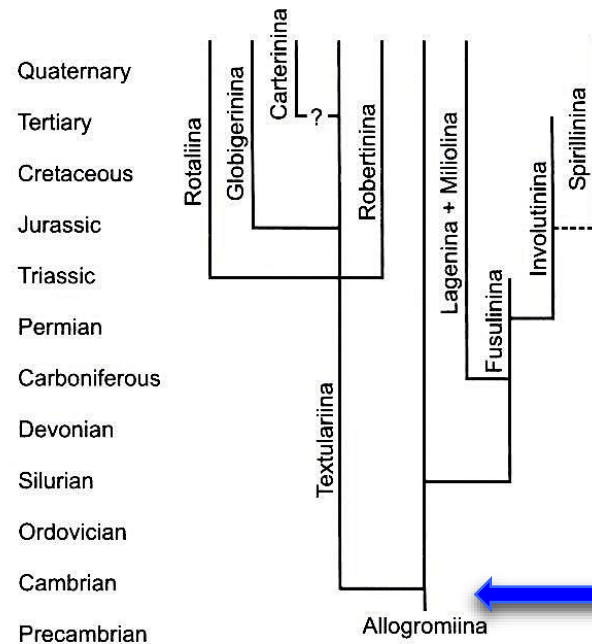 Quaternary
Tertiary
Cretaceous
Jurassic
Triassic
Permian
Carboniferous
Devonian
Silurian
Ordovician
Cambrian
Precambrian
Rotaliina
Globigerinina
Carterinina
?
Textulariina
Robertinina
Lagenina + Miliolina
Fusulinina
Involutinina
Spirillinina
Allogromiina